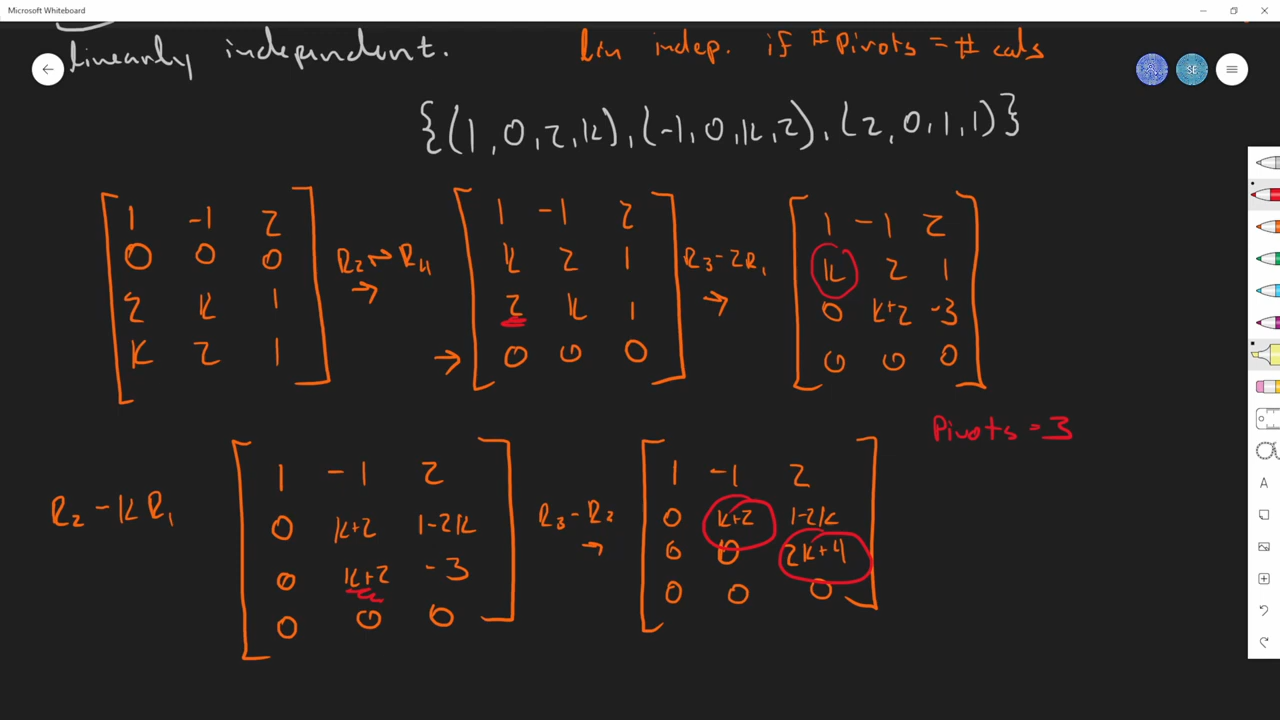 Microsoft Whiteboard
linearly independent.
lin indep. if # Pivots = # cols
SE
{(1, 0, 2, k), (-1, 0, k, 2), (2, 0, 1, 1)}
1 -1 2
0 0 0
2 k 1
k 2 1
R2 ~ R4
→
1 -1 2
k 2 1
2 k 1
→ 0 0 0
R3 - 2R1
→
1 -1 2
k 2 1
0 k+2 -3
0 0 0
Pivots = 3
R2 - kR1
1 -1 2
0 k+2 1-2k
0 k+2 -3
0 0 0
R3 - R2
→
1 -1 2
0 k+2 1-2k
0 0 2k+4
0 0 0
A